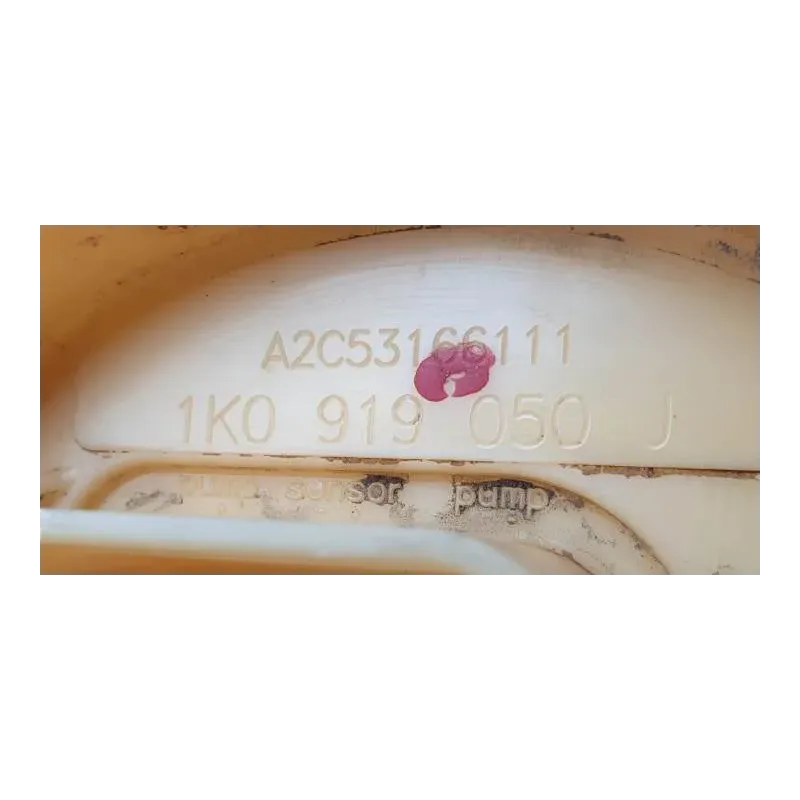 A2C53166111
1K0 919 050 J
pump sensor pump